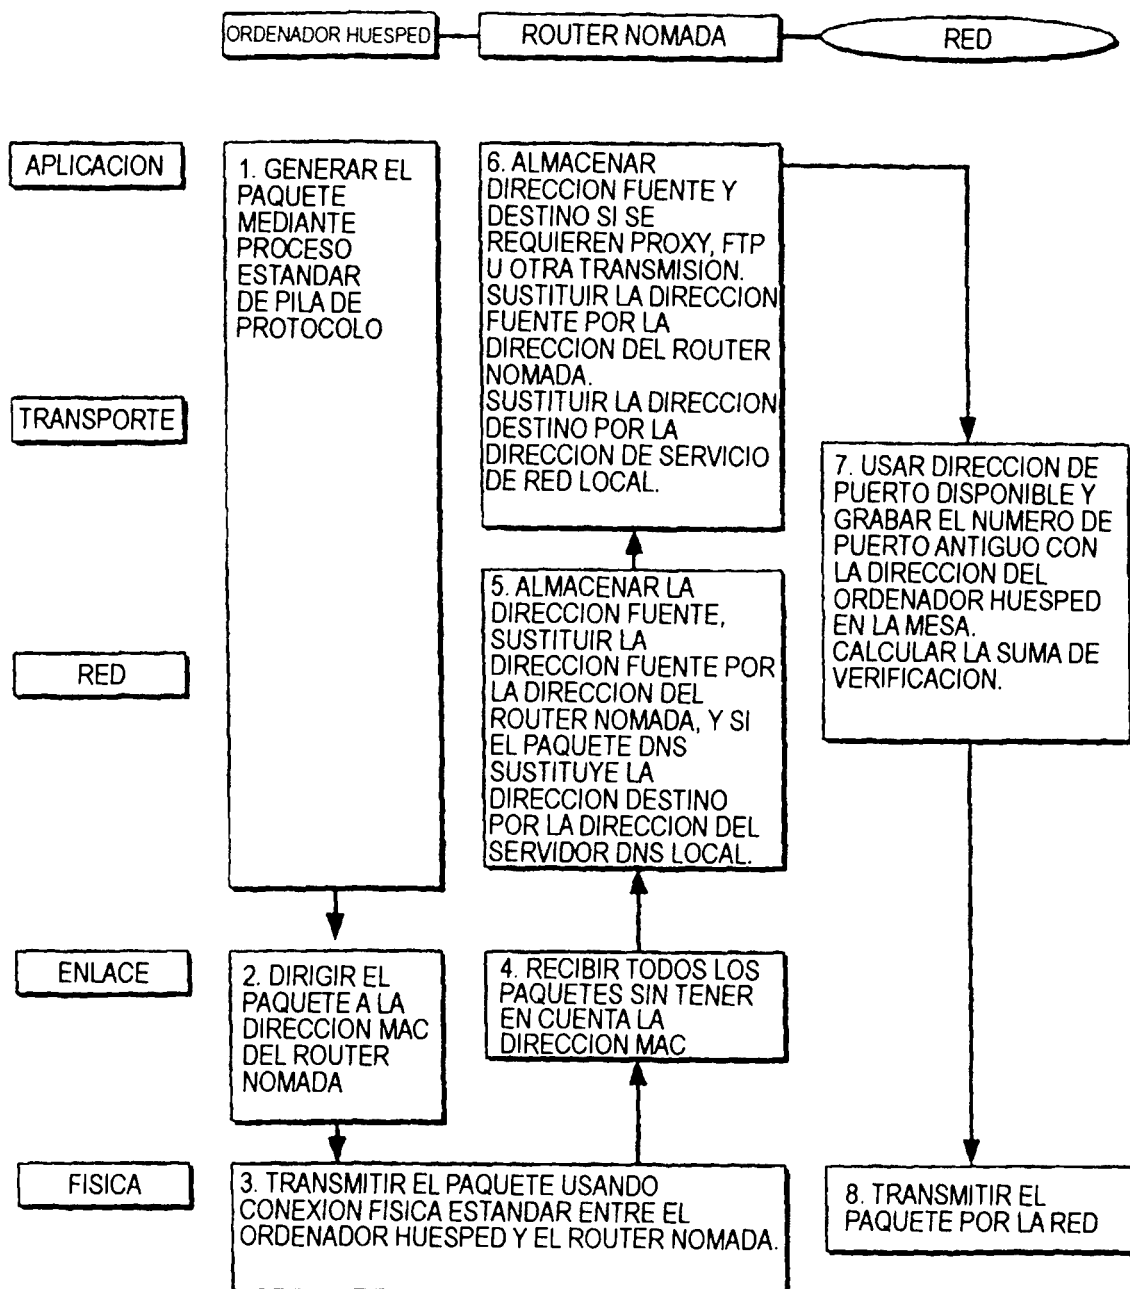 ORDENADOR HUESPED
ROUTER NOMADA
RED
APLICACION
TRANSPORTE
RED
ENLACE
FISICA
1. GENERAR EL
PAQUETE
MEDIANTE
PROCESO
ESTANDAR
DE PILA DE
PROTOCOLO
2. DIRIGIR EL
PAQUETE A LA
DIRECCION MAC
DEL ROUTER
NOMADA
3. TRANSMITIR EL PAQUETE USANDO
CONEXION FISICA ESTANDAR ENTRE EL
ORDENADOR HUESPED Y EL ROUTER NOMADA.
4. RECIBIR TODOS LOS
PAQUETES SIN TENER
EN CUENTA LA
DIRECCION MAC
5. ALMACENAR LA
DIRECCION FUENTE,
SUSTITUIR LA
DIRECCION FUENTE POR
LA DIRECCION DEL
ROUTER NOMADA, Y SI
EL PAQUETE DNS
SUSTITUYE LA
DIRECCION DESTINO
POR LA DIRECCION DEL
SERVIDOR DNS LOCAL.
6. ALMACENAR
DIRECCION FUENTE Y
DESTINO SI SE
REQUIEREN PROXY, FTP
U OTRA TRANSMISION.
SUSTITUIR LA DIRECCION
FUENTE POR LA
DIRECCION DEL ROUTER
NOMADA.
SUSTITUIR LA DIRECCION
DESTINO POR LA
DIRECCION DE SERVICIO
DE RED LOCAL.
7. USAR DIRECCION DE
PUERTO DISPONIBLE Y
GRABAR EL NUMERO DE
PUERTO ANTIGUO CON
LA DIRECCION DEL
ORDENADOR HUESPED
EN LA MESA.
CALCULAR LA SUMA DE
VERIFICACION.
8. TRANSMITIR EL
PAQUETE POR LA RED